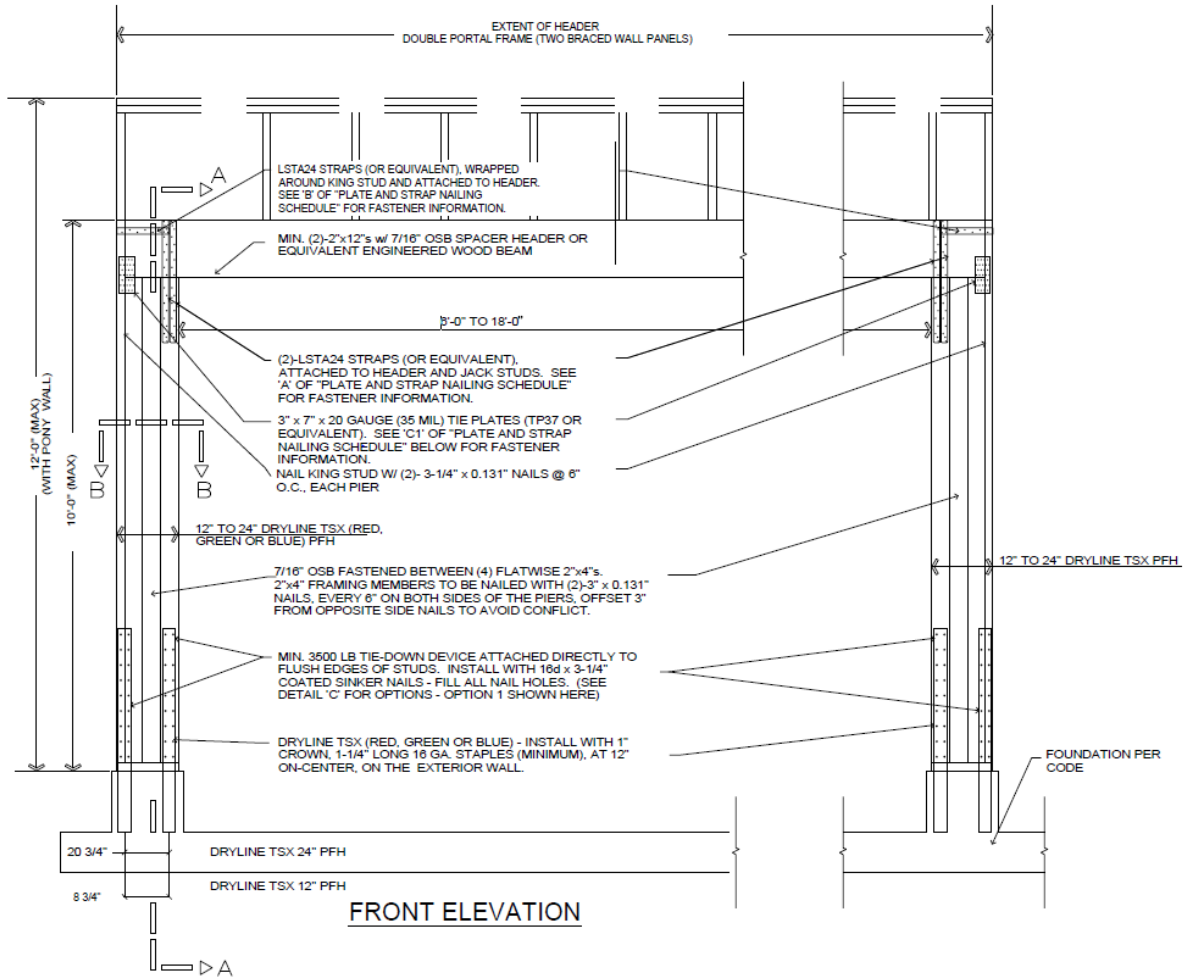 EXTENT OF HEADER
DOUBLE PORTAL FRAME (TWO BRACED WALL PANELS)
A
LSTA24 STRAPS (OR EQUIVALENT), WRAPPED
AROUND KING STUD AND ATTACHED TO HEADER.
SEE 'B' OF "PLATE AND STRAP NAILING
SCHEDULE" FOR FASTENER INFORMATION.
MIN. (2)-2"x12"s w/ 7/16" OSB SPACER HEADER OR
EQUIVALENT ENGINEERED WOOD BEAM
TO 18'-0"
(2)-LSTA24 STRAPS (OR EQUIVALENT),
ATTACHED TO HEADER AND JACK STUDS. SEE
'A' OF "PLATE AND STRAP NAILING SCHEDULE"
FOR FASTENER INFORMATION.
3" x 7" x 20 GAUGE (35 MIL) TIE PLATES (TP37 OR
EQUIVALENT). SEE 'C1' OF "PLATE AND STRAP
NAILING SCHEDULE" BELOW FOR FASTENER
INFORMATION.
NAIL KING STUD W/ (2)- 3-1/4" x 0.131" NAILS @ 6"
O.C., EACH PIER
12'-0" (MAX)
(WITH PONY WALL)
10'-0" (MAX)
B
B
12" TO 24" DRYLINE TSX (RED,
GREEN OR BLUE) PFH
12" TO 24" DRYLINE TSX PFH
7/16" OSB FASTENED BETWEEN (4) FLATWISE 2"x4"s.
2"x4" FRAMING MEMBERS TO BE NAILED WITH (2)-3" x 0.131"
NAILS, EVERY 6" ON BOTH SIDES OF THE PIERS, OFFSET 3"
FROM OPPOSITE SIDE NAILS TO AVOID CONFLICT.
MIN. 3500 LB TIE-DOWN DEVICE ATTACHED DIRECTLY TO
FLUSH EDGES OF STUDS. INSTALL WITH 16d x 3-1/4"
COATED SINKER NAILS - FILL ALL NAIL HOLES. (SEE
DETAIL 'C' FOR OPTIONS - OPTION 1 SHOWN HERE)
DRYLINE TSX (RED, GREEN OR BLUE) - INSTALL WITH 1"
CROWN, 1-1/4" LONG 16 GA. STAPLES (MINIMUM), AT 12"
ON-CENTER, ON THE EXTERIOR WALL.
FOUNDATION PER
CODE
20 3/4"
DRYLINE TSX 24" PFH
8 3/4"
DRYLINE TSX 12" PFH
FRONT ELEVATION
A